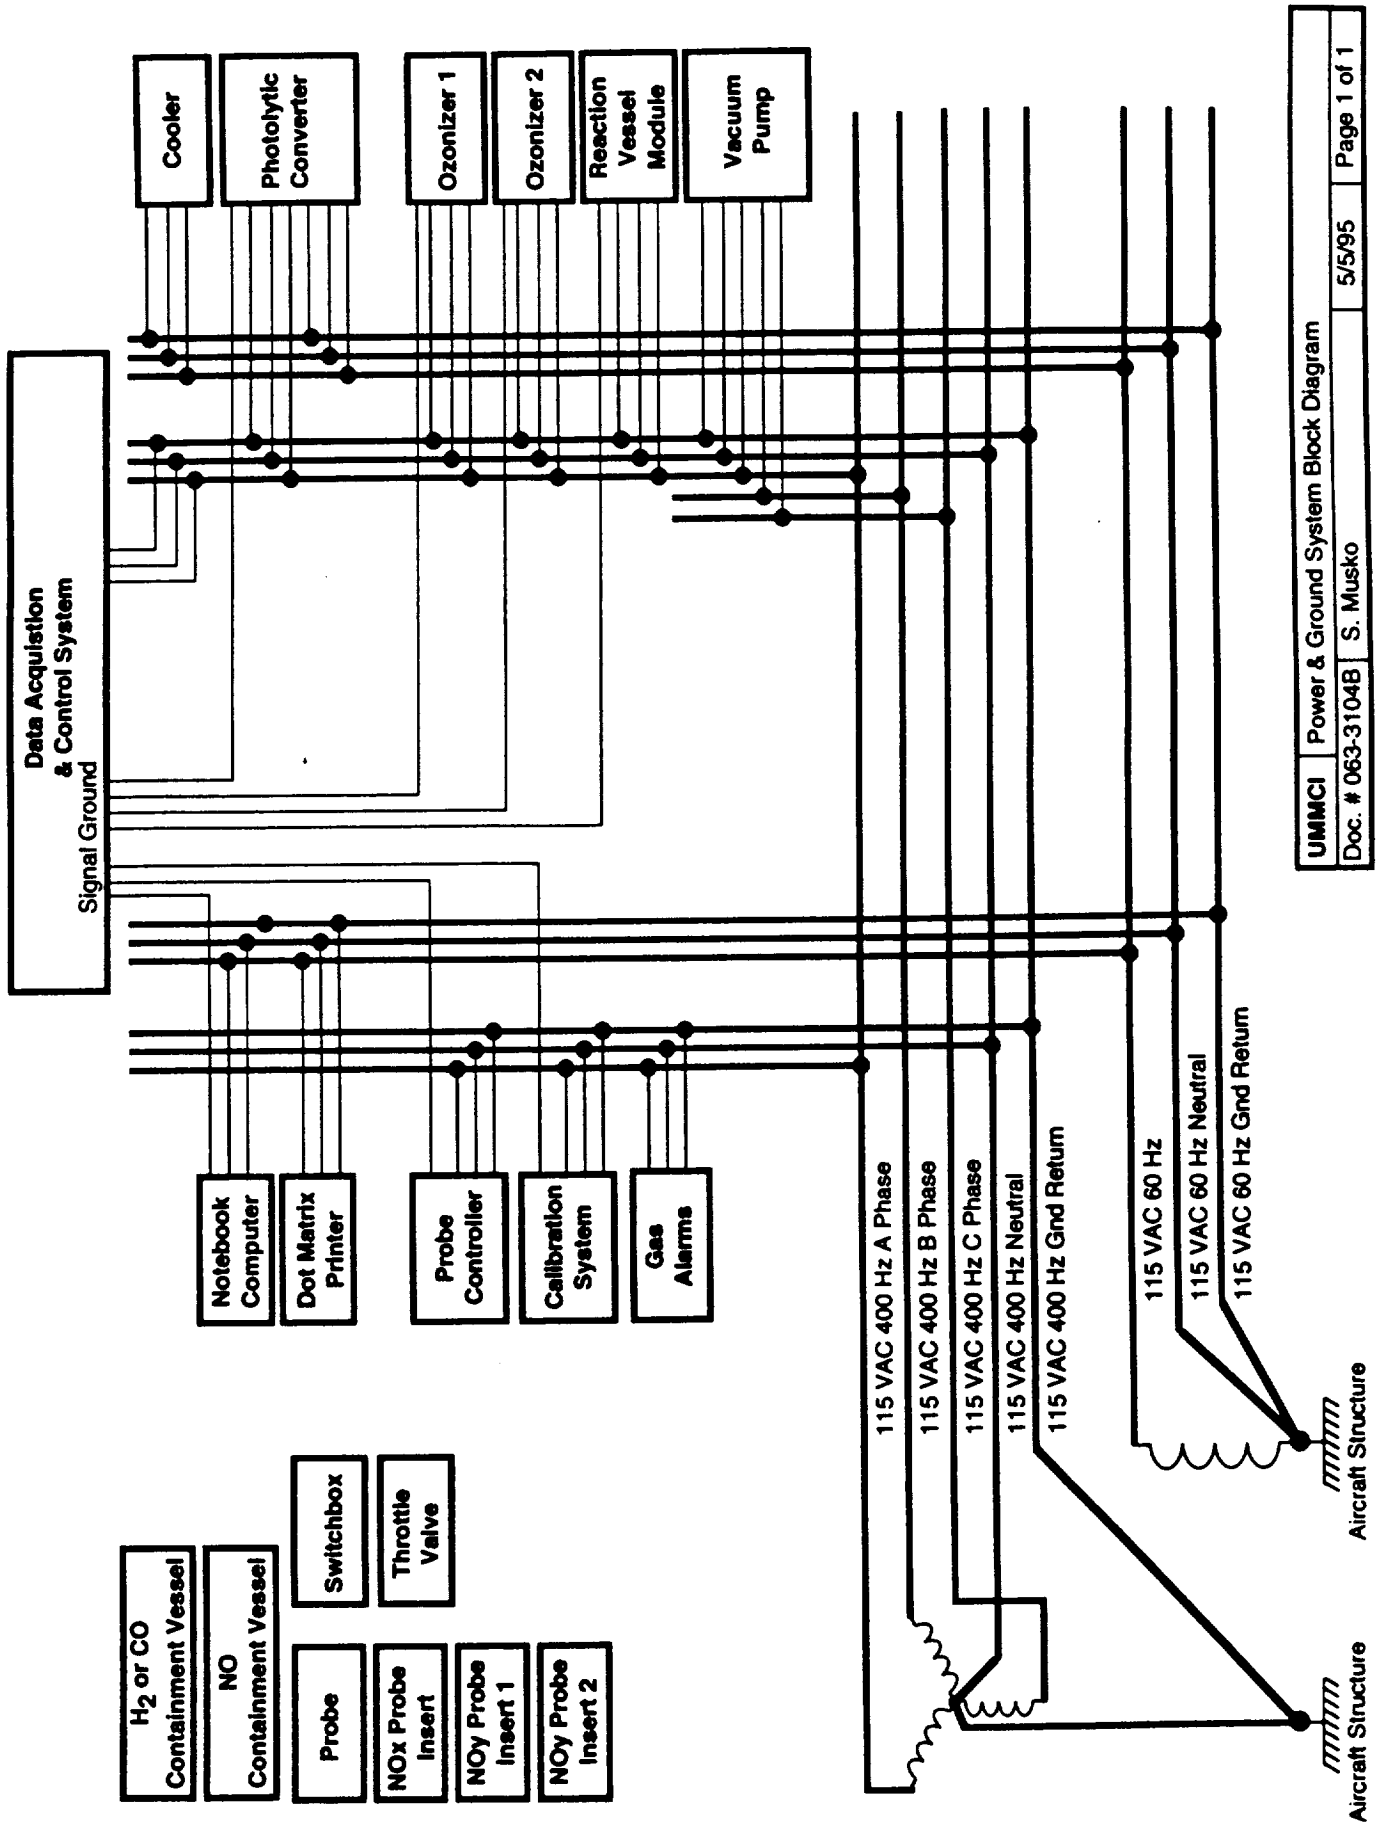 H2 or CO
Containment Vessel
NO
Containment Vessel
Probe
Switchbox
NOx Probe
Insert
Throttle
Valve
NOy Probe
Insert 1
NOy Probe
Insert 2
Notebook
Computer
Dot Matrix
Printer
Probe
Controller
Calibration
System
Gas
Alarms
Data Acquistion
& Control System
Signal Ground
Cooler
Photolytic
Converter
Ozonizer 1
Ozonizer 2
Reaction
Vessel
Module
Vacuum
Pump
115 VAC 400 Hz A Phase
115 VAC 400 Hz B Phase
115 VAC 400 Hz C Phase
115 VAC 400 Hz Neutral
115 VAC 400 Hz Gnd Return
115 VAC 60 Hz
115 VAC 60 Hz Neutral
115 VAC 60 Hz Gnd Return
Aircraft Structure
Aircraft Structure
UMMCI Power & Ground System Block Diagram
Doc. # 063-3104B S. Musko 5/5/95 Page 1 of 1